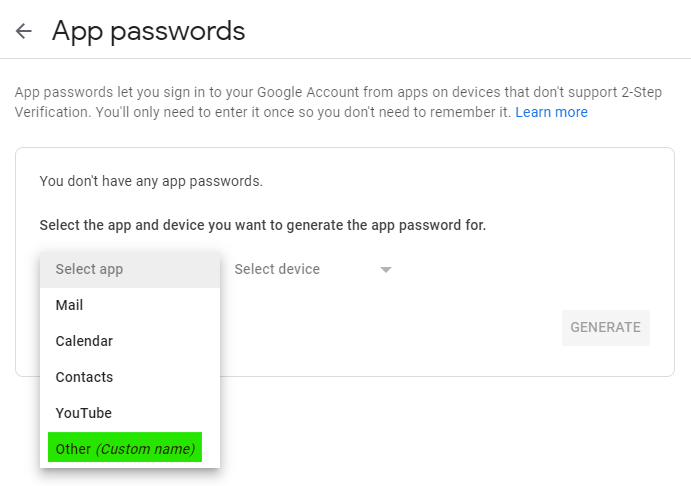 App passwords
App passwords let you sign in to your Google Account from apps on devices that don't support 2-Step
Verification. You'll only need to enter it once so you don't need to remember it. Learn more
You don't have any app passwords.
Select the app and device you want to generate the app password for.
Select app
Select device
Mail
Calendar
Contacts
YouTube
Other (Custom name)
GENERATE